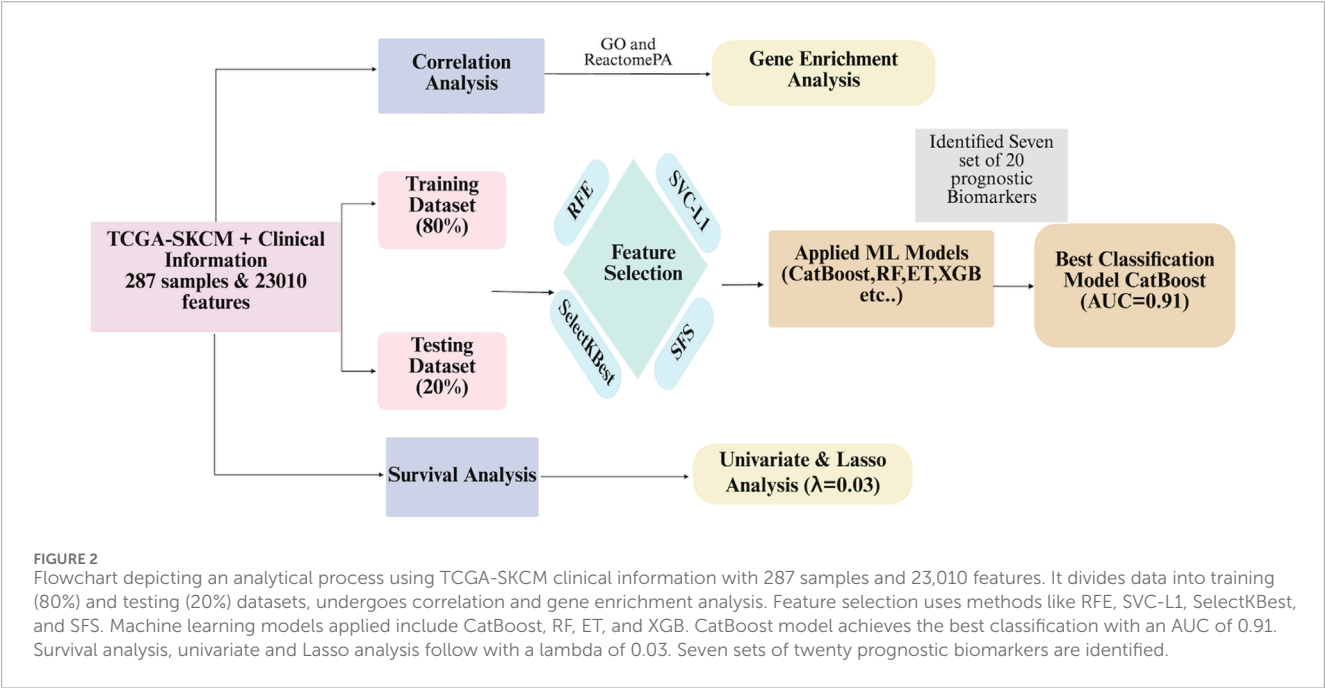 Correlation
Analysis
GO and
ReactomePA
Gene Enrichment
Analysis
Identified Seven
set of 20
prognostic
Biomarkers
Training
Dataset
(80%)
RFE
SVC-L1
TCGA-SKCM + Clinical
Information
287 samples & 23010
features
Feature
Selection
Applied ML Models
(CatBoost,RF,ET,XGB
etc..)
Best Classification
Model CatBoost
(AUC=0.91)
SelectKBest
SFS
Testing
Dataset
(20%)
Survival Analysis
Univariate & Lasso
Analysis (λ=0.03)
FIGURE 2
Flowchart depicting an analytical process using TCGA-SKCM clinical information with 287 samples and 23,010 features. It divides data into training
(80%) and testing (20%) datasets, undergoes correlation and gene enrichment analysis. Feature selection uses methods like RFE, SVC-L1, SelectKBest,
and SFS. Machine learning models applied include CatBoost, RF, ET, and XGB. CatBoost model achieves the best classification with an AUC of 0.91.
Survival analysis, univariate and Lasso analysis follow with a lambda of 0.03. Seven sets of twenty prognostic biomarkers are identified.